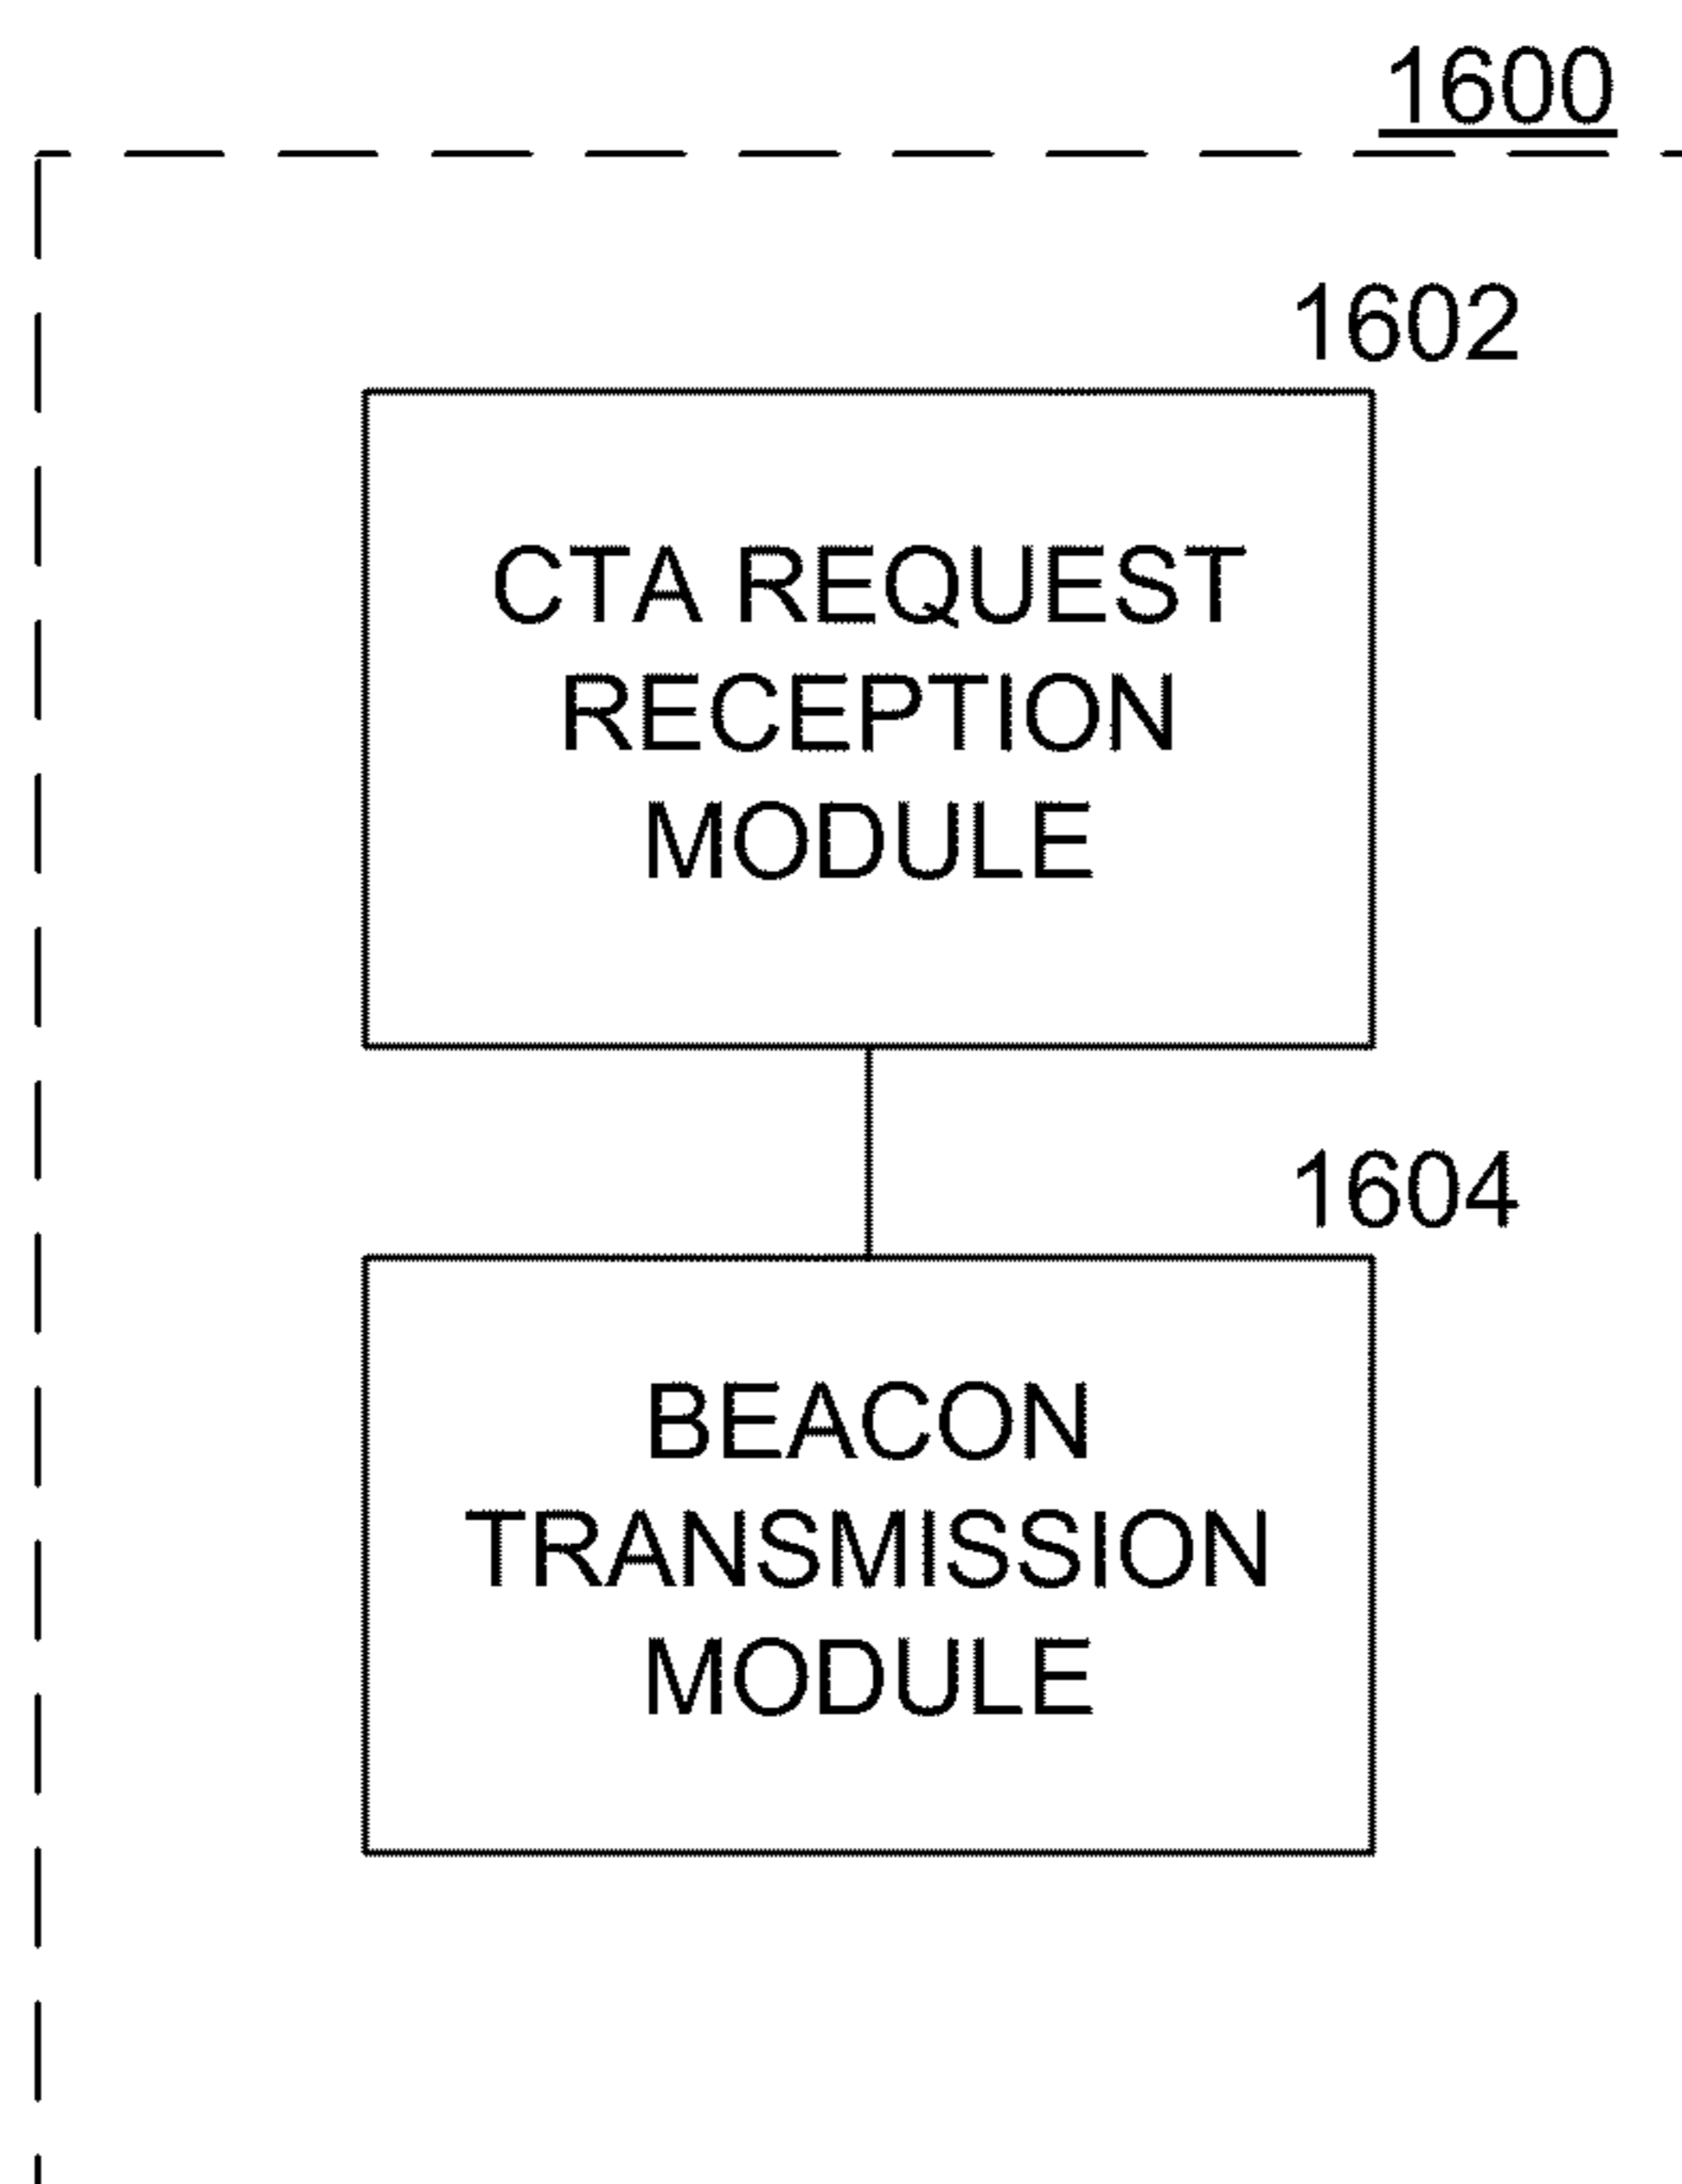 1600
1602
CTA REQUEST
RECEPTION
MODULE
1604
BEACON
TRANSMISSION
MODULE